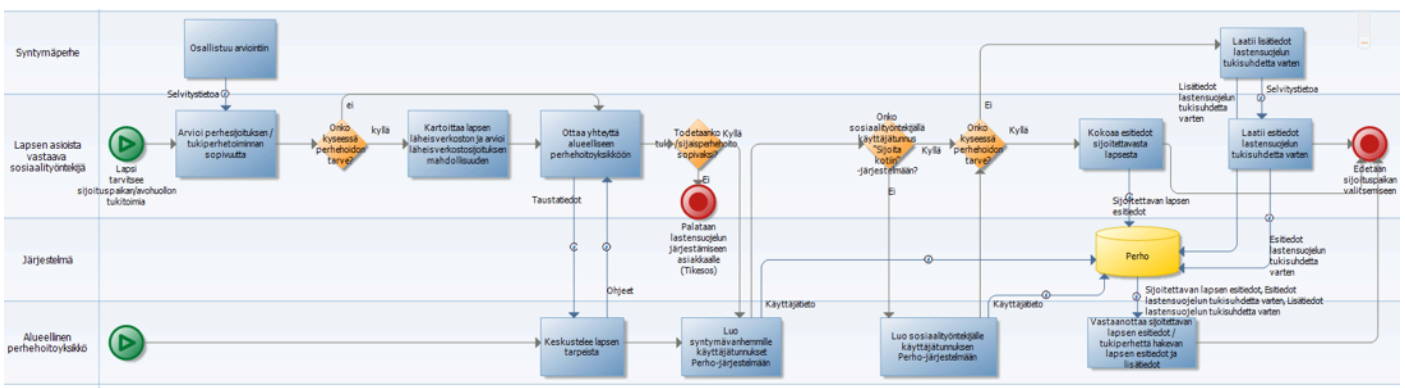 Syntymäperhe
Osallistuu arviointiin
Laatii lisätiedot
lastensuojelun
tukisuhdetta varten
Selvitystietoa
ei
Ei
Lisätiedot
lastensuojelun
tukisuhdetta
varten
Selvitystietoa
Lapsen asioista
vastaava
sosiaalityöntekijä
Lapsi
tarvitsee
sijoituspaikan/avohuollon
tukitoimia
Arvioi perhesijoituksen /
tukiperhetoiminnan
sopivuutta
Onko
kyseessä
perhehoidon
tarve?
kyllä
Kartoittaa lapsen
läheisverkoston ja arvioi
läheisverkostosijoituksen
mahdollisuuden
Ottaa yhteyttä
alueelliseen
perhehoitoyksikköön
Todetaanko
tuki-/sijaisperhehoito
sopivaksi?
Kyllä
Ei
Palataan
lastensuojelun
järjestämiseen
asiakkaalle
(Tikesos)
Onko
sosiaalityöntekijällä
käyttäjätunnus
"Sijoita
kotiin"
-järjestelmään?
Kyllä
Ei
Onko
kyseessä
perhehoidon
tarve?
Kyllä
Kokoaa esitiedot
sijoitettavasta
lapsesta
Laatii esitiedot
lastensuojelun
tukisuhdetta varten
Edetään
sijoituspaikan
valitsemiseen
Taustatiedot
Sijoitettavan lapsen
esitiedot
Järjestelmä
Perho
Esitiedot
lastensuojelun
tukisuhdetta
varten
Ohjeet
Käyttäjätieto
Käyttäjätieto
Sijoitettavan lapsen esitiedot, Esitiedot
lastensuojelun tukisuhdetta varten, Lisätiedot
lastensuojelun tukisuhdetta varten
Alueellinen
perhehoitoyksikkö
Keskustelee lapsen
tarpeista
Luo
syntymävanhemmille
käyttäjätunnukset
Perho-järjestelmään
Luo sosiaalityöntekijälle
käyttäjätunnuksen
Perho-järjestelmään
Vastaanottaa sijoitettavan
lapsen esitiedot /
tukiperhettä hakevan
lapsen esitiedot ja
lisätiedot